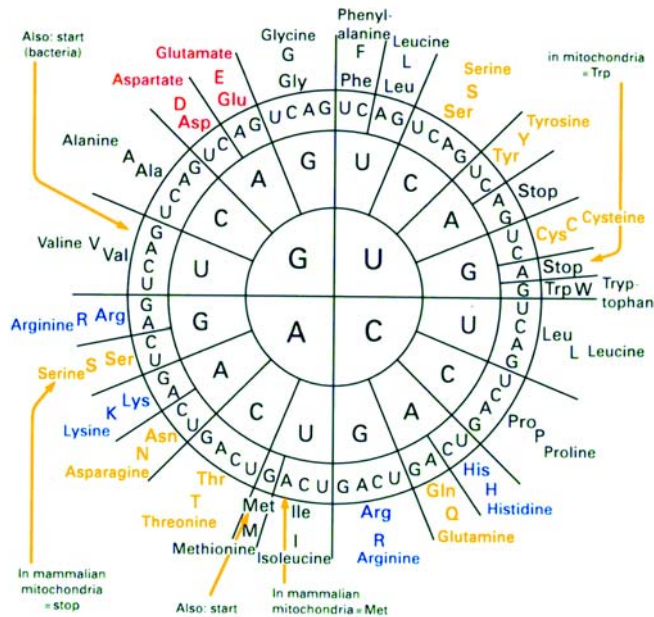 Also: start
(bacteria)
Aspartate
D
Asp
Glutamate
E
Glu
Glycine
G
Gly
Phenyl-
alanine
F
Phe
Leucine
L
Leu
Serine
S
Ser
Tyrosine
Y
Tyr
in mitochondria
= Trp
Stop
Cys C Cysteine
Stop
Trp W Tryp-
tophan
Alanine
A
Ala
Valine V Val
Arginine R Arg
Serine S Ser
Lys
K
Lysine
Asn
N
Asparagine
Thr
T
Threonine
Met
M
Methionine
Ile
I
Isoleucine
Arg
R
Arginine
Gln
Q
Glutamine
His
H
Histidine
Pro
P
Proline
Leu
L Leucine
G U
A C
U C A G
U C A G
U C A G
U C A G
U C A G U C A G U C A G U C A G
U C A G U C A G U C A G U C A G
U C A G U C A G U C A G U C A G
U C A G U C A G U C A G U C A G
In mammalian
mitochondria
= stop
Also: start
In mammalian
mitochondria = Met